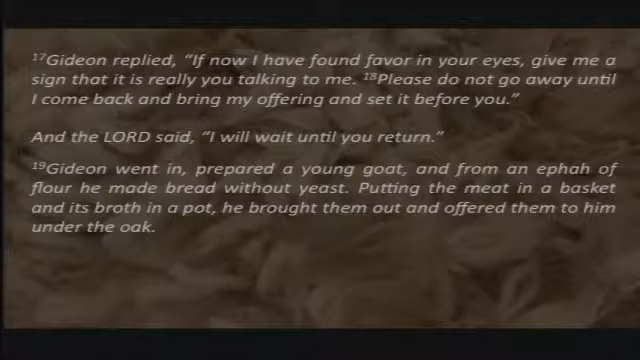 ¹⁷Gideon replied, “If now I have found favor in your eyes, give me a
sign that it is really you talking to me. ¹⁸Please do not go away until
I come back and bring my offering and set it before you.”
And the LORD said, “I will wait until you return.”
¹⁹Gideon went in, prepared a young goat, and from an ephah of
flour he made bread without yeast. Putting the meat in a basket
and its broth in a pot, he brought them out and offered them to him
under the oak.